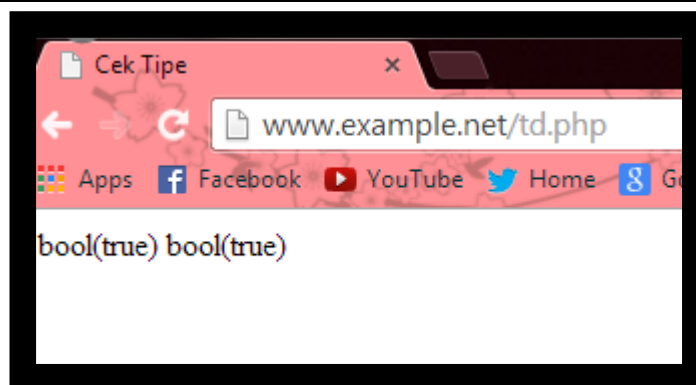 Cek Tipe
www.example.net/td.php
Apps Facebook YouTube Home
bool(true) bool(true)